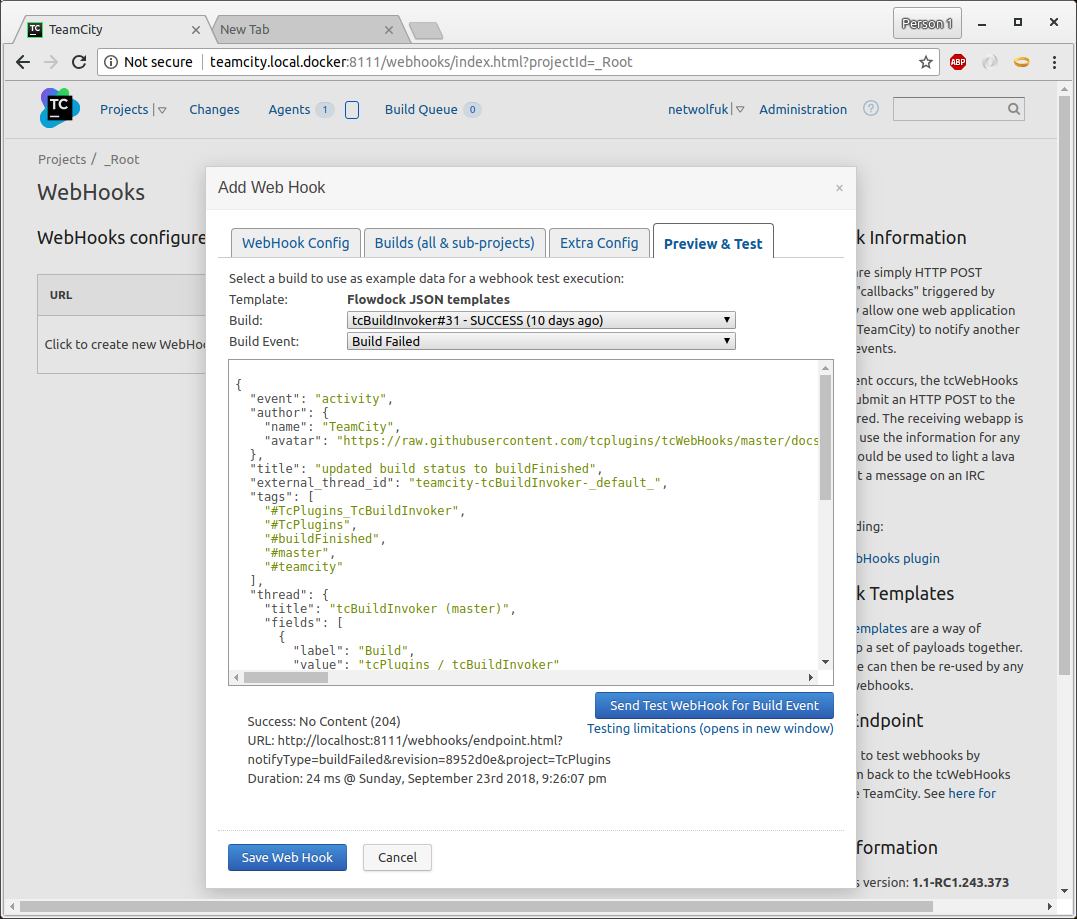 TeamCity
New Tab
Person 1
Not secure teamcity.local.docker:8111/webhooks/index.html?projectId=_Root
ABP
TC
Projects Changes Agents 1 Build Queue 0 netwolfuk Administration ?
Projects / _Root
WebHooks
WebHooks configure
URL
Click to create new WebHoo
Add Web Hook ×
WebHook Config Builds (all & sub-projects) Extra Config Preview & Test
Select a build to use as example data for a webhook test execution:
Template: Flowdock JSON templates
Build: tcBuildInvoker#31 - SUCCESS (10 days ago)
Build Event: Build Failed
{
"event": "activity",
"author": {
"name": "TeamCity",
"avatar": "https://raw.githubusercontent.com/tcplugins/tcWebHooks/master/docs
},
"title": "updated build status to buildFinished",
"external_thread_id": "teamcity-tcBuildInvoker-_default_",
"tags": [
"#TcPlugins_TcBuildInvoker",
"#TcPlugins",
"#buildFinished",
"#master",
"#teamcity"
],
"thread": {
"title": "tcBuildInvoker (master)",
"fields": [
{
"label": "Build",
"value": "tcPlugins / tcBuildInvoker"
Send Test WebHook for Build Event
Testing limitations (opens in new window)
Success: No Content (204)
URL: http://localhost:8111/webhooks/endpoint.html?
notifyType=buildFailed&revision=8952d0e&project=TcPlugins
Duration: 24 ms @ Sunday, September 23rd 2018, 9:26:07 pm
Save Web Hook Cancel
k Information
are simply HTTP POST
"callbacks" triggered by
y allow one web application
TeamCity) to notify another
events.
ent occurs, the tcWebHooks
ubmit an HTTP POST to the
red. The receiving webapp is
use the information for any
ould be used to light a lava
t a message on an IRC
ding:
bHooks plugin
k Templates
emplates are a way of
p a set of payloads together.
e can then be re-used by any
webhooks.
Endpoint
to test webhooks by
n back to the tcWebHooks
e TeamCity. See here for
formation
s version: 1.1-RC1.243.373